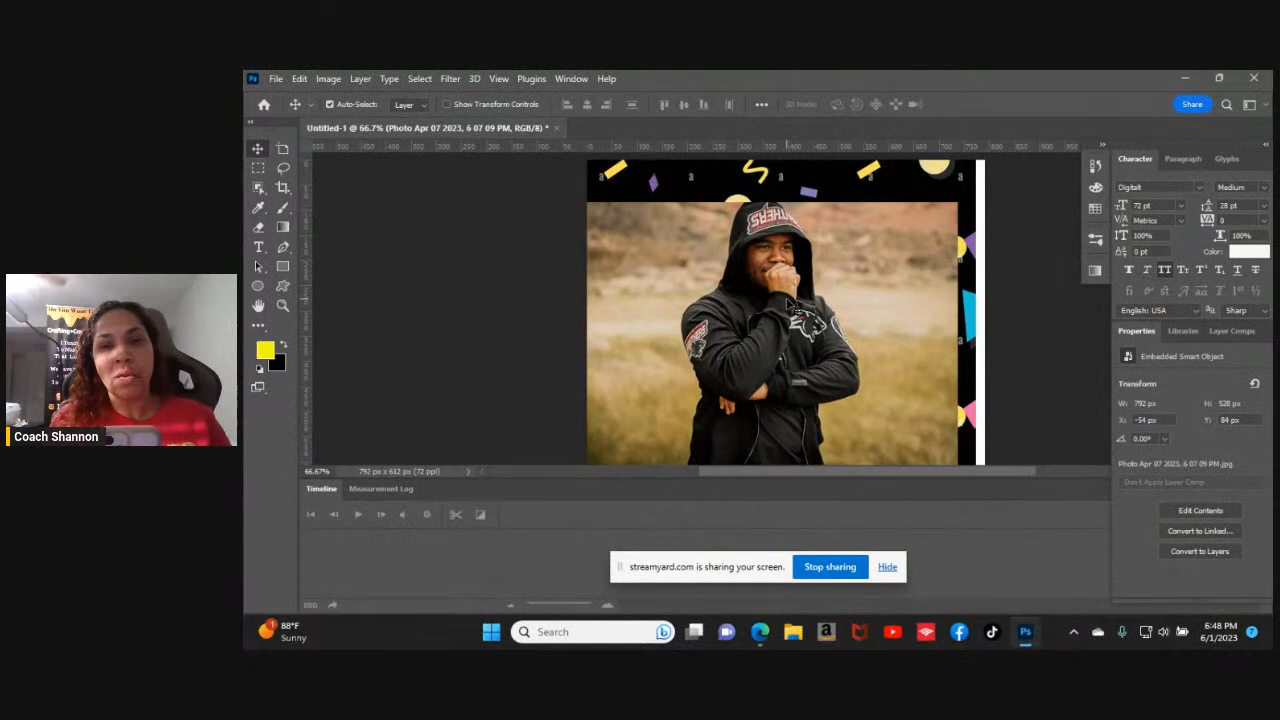 File Edit Image Layer Type Select Filter 3D View Plugins Window Help
Auto-Select: Layer Show Transform Controls 3D Mode: Share
Untitled-1 @ 66.7% (Photo Apr 07 2023, 6 07 09 PM, RGB/8) *
Character Paragraph Glyphs
Digitalt Medium
72 pt 28 pt
Metrics 0
100% 100%
0 pt Color:
English: USA Sharp
Properties Libraries Layer Comps
Embedded Smart Object
Transform
W: 792 px H: 528 px
X: -54 px Y: 84 px
0.00°
Photo Apr 07 2023, 6 07 09 PM.jpg
Don't Apply Layer Comp
Edit Contents
Convert to Linked...
Convert to Layers
Coach Shannon
66.67% 792 px x 612 px (72 ppi)
Timeline Measurement Log
streamyard.com is sharing your screen. Stop sharing Hide
88°F
Sunny
Search
6:48 PM
6/1/2023